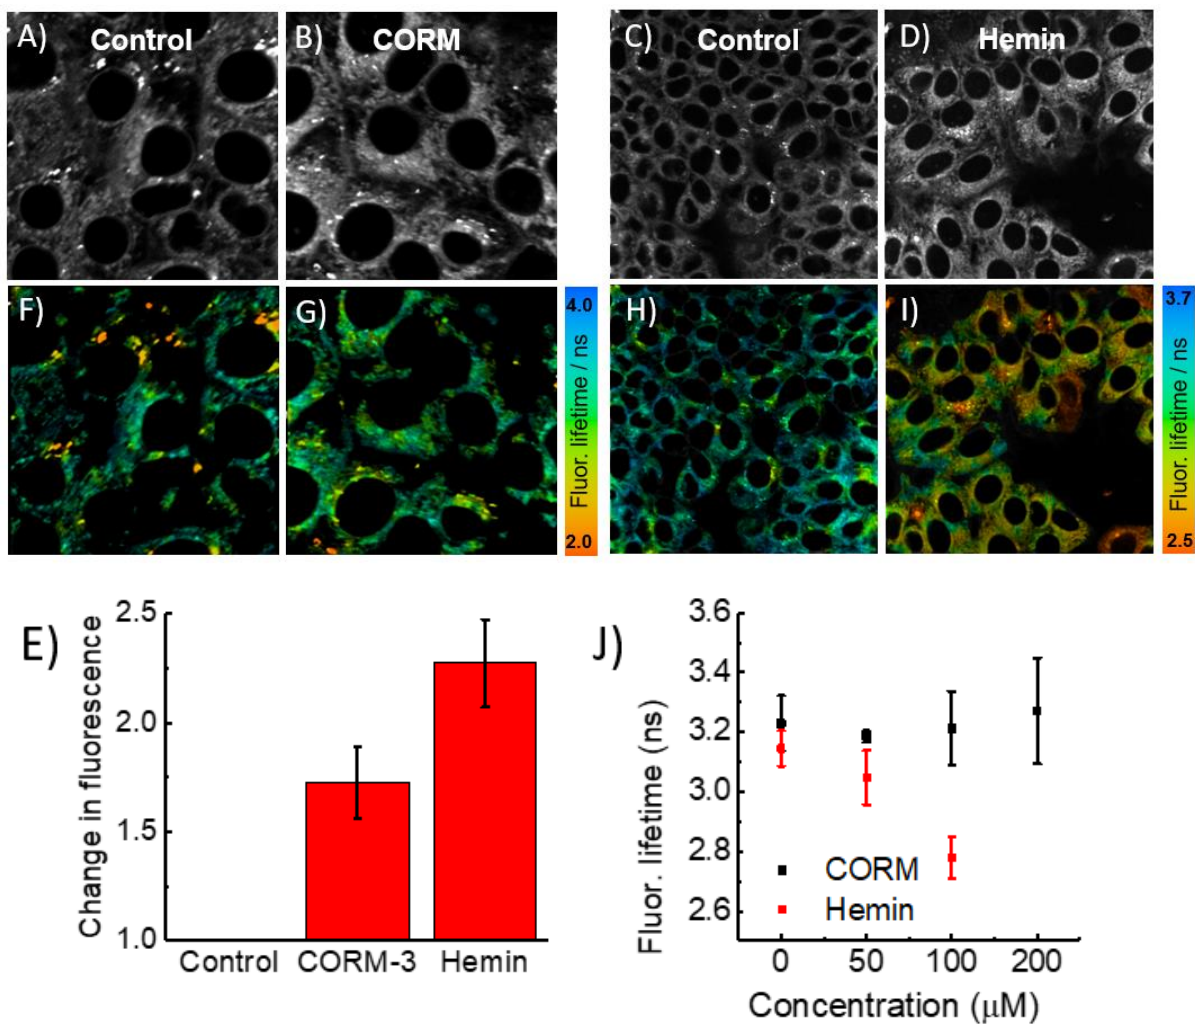 A) Control
B) CORM
C) Control
D) Hemin
F)
G)
4.0
Fluor. lifetime / ns
2.0
H)
I)
3.7
Fluor. lifetime / ns
2.5
E)
Change in fluorescence
2.5
2.0
1.5
1.0
Control CORM-3 Hemin
J)
Fluor. lifetime (ns)
3.6
3.4
3.2
3.0
2.8
2.6
CORM
Hemin
0 50 100 200
Concentration (μM)